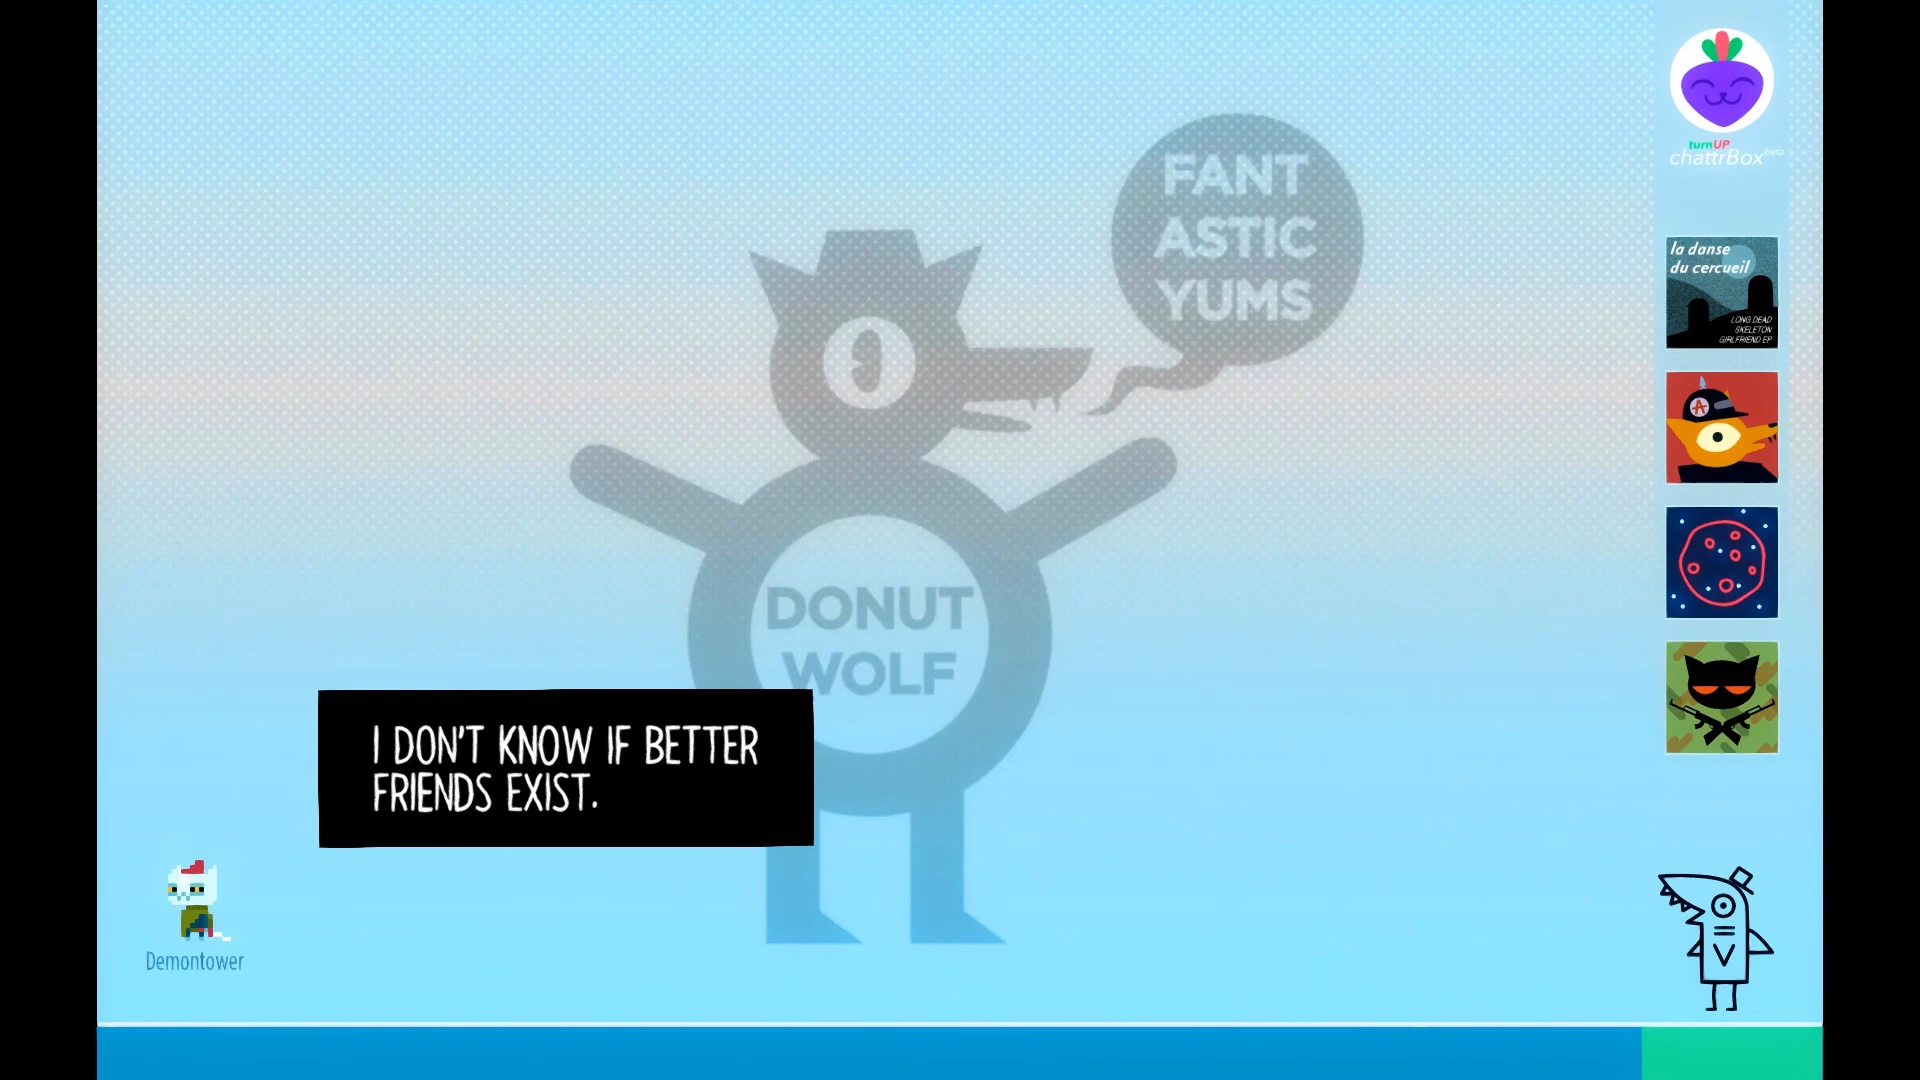 turnUP
chattrBox beta
FANT
ASTIC
YUMS
la danse
du cercueil
LONG DEAD
SKELETON
GIRLFRIEND EP
A
DONUT
WOLF
I DON'T KNOW IF BETTER
FRIENDS EXIST.
Demontower